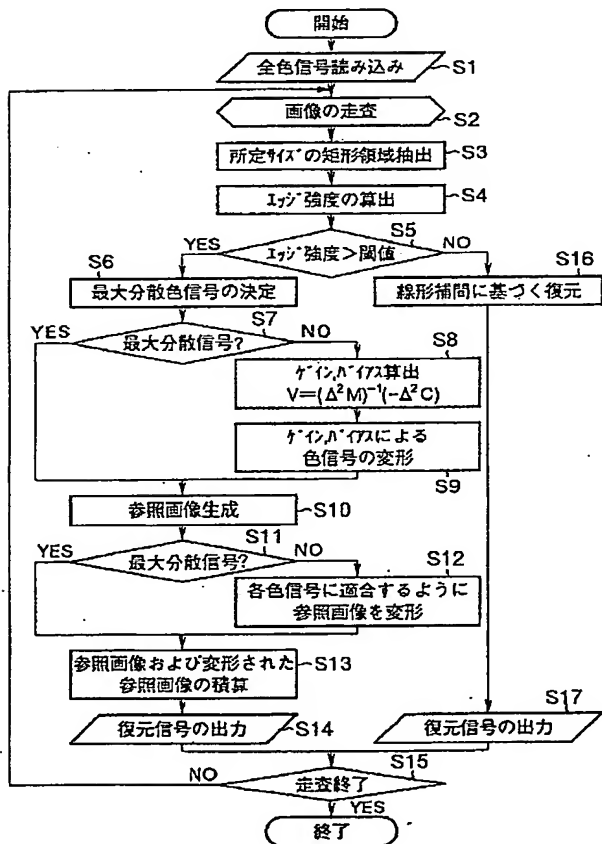 開始
全色信号読み込み S1
画像の走査 S2
所定ｻｲｽﾞの矩形領域抽出 S3
ｴｯｼﾞ強度の算出 S4
ｴｯｼﾞ強度＞閾値 S5
YES
NO
S6
最大分散色信号の決定
S16
線形補問に基づく復元
S7
最大分散信号?
YES
NO
S8
ｹﾞｲﾝ,ﾊﾞｲｱｽ算出
V=(Δ²M)⁻¹(-Δ²C)
ｹﾞｲﾝ,ﾊﾞｲｱｽによる
色信号の変形
S9
参照画像生成 S10
S11
最大分散信号?
YES
NO
S12
各色信号に適合するように
参照画像を変形
参照画像および変形された
参照画像の積算
S13
復元信号の出力 S14
S17
復元信号の出力
走査終了 S15
NO
YES
終了